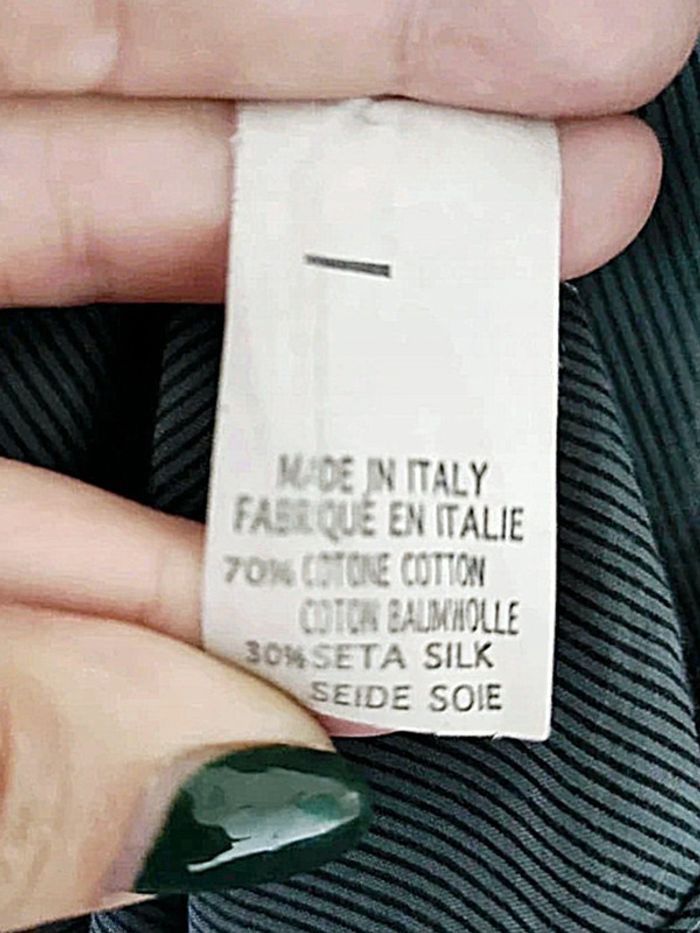 MADE IN ITALY
FABRIQUÉ EN ITALIE
70% COTONE COTTON
COTON BAUMWOLLE
30% SETA SILK
SEIDE SOIE